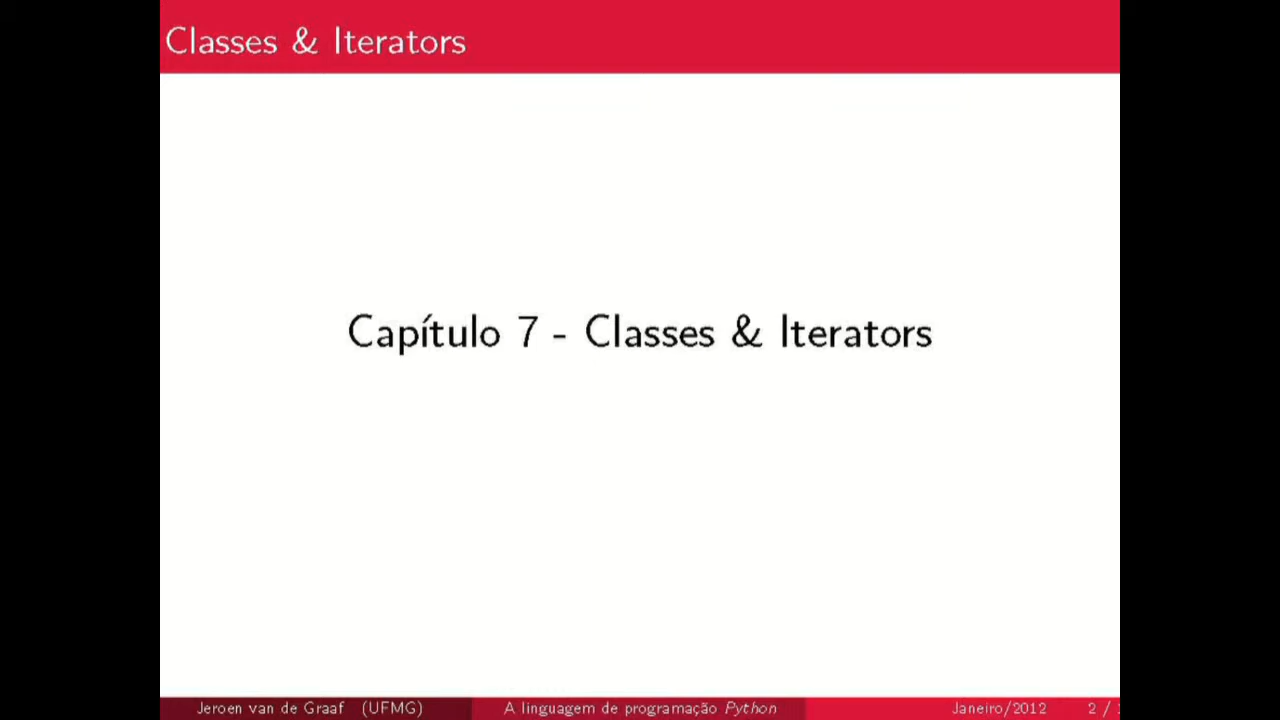 Classes & Iterators
Capítulo 7 - Classes & Iterators
Jeroen van de Graaf (UFMG) A linguagem de programação Python Janeiro/2012 2 /